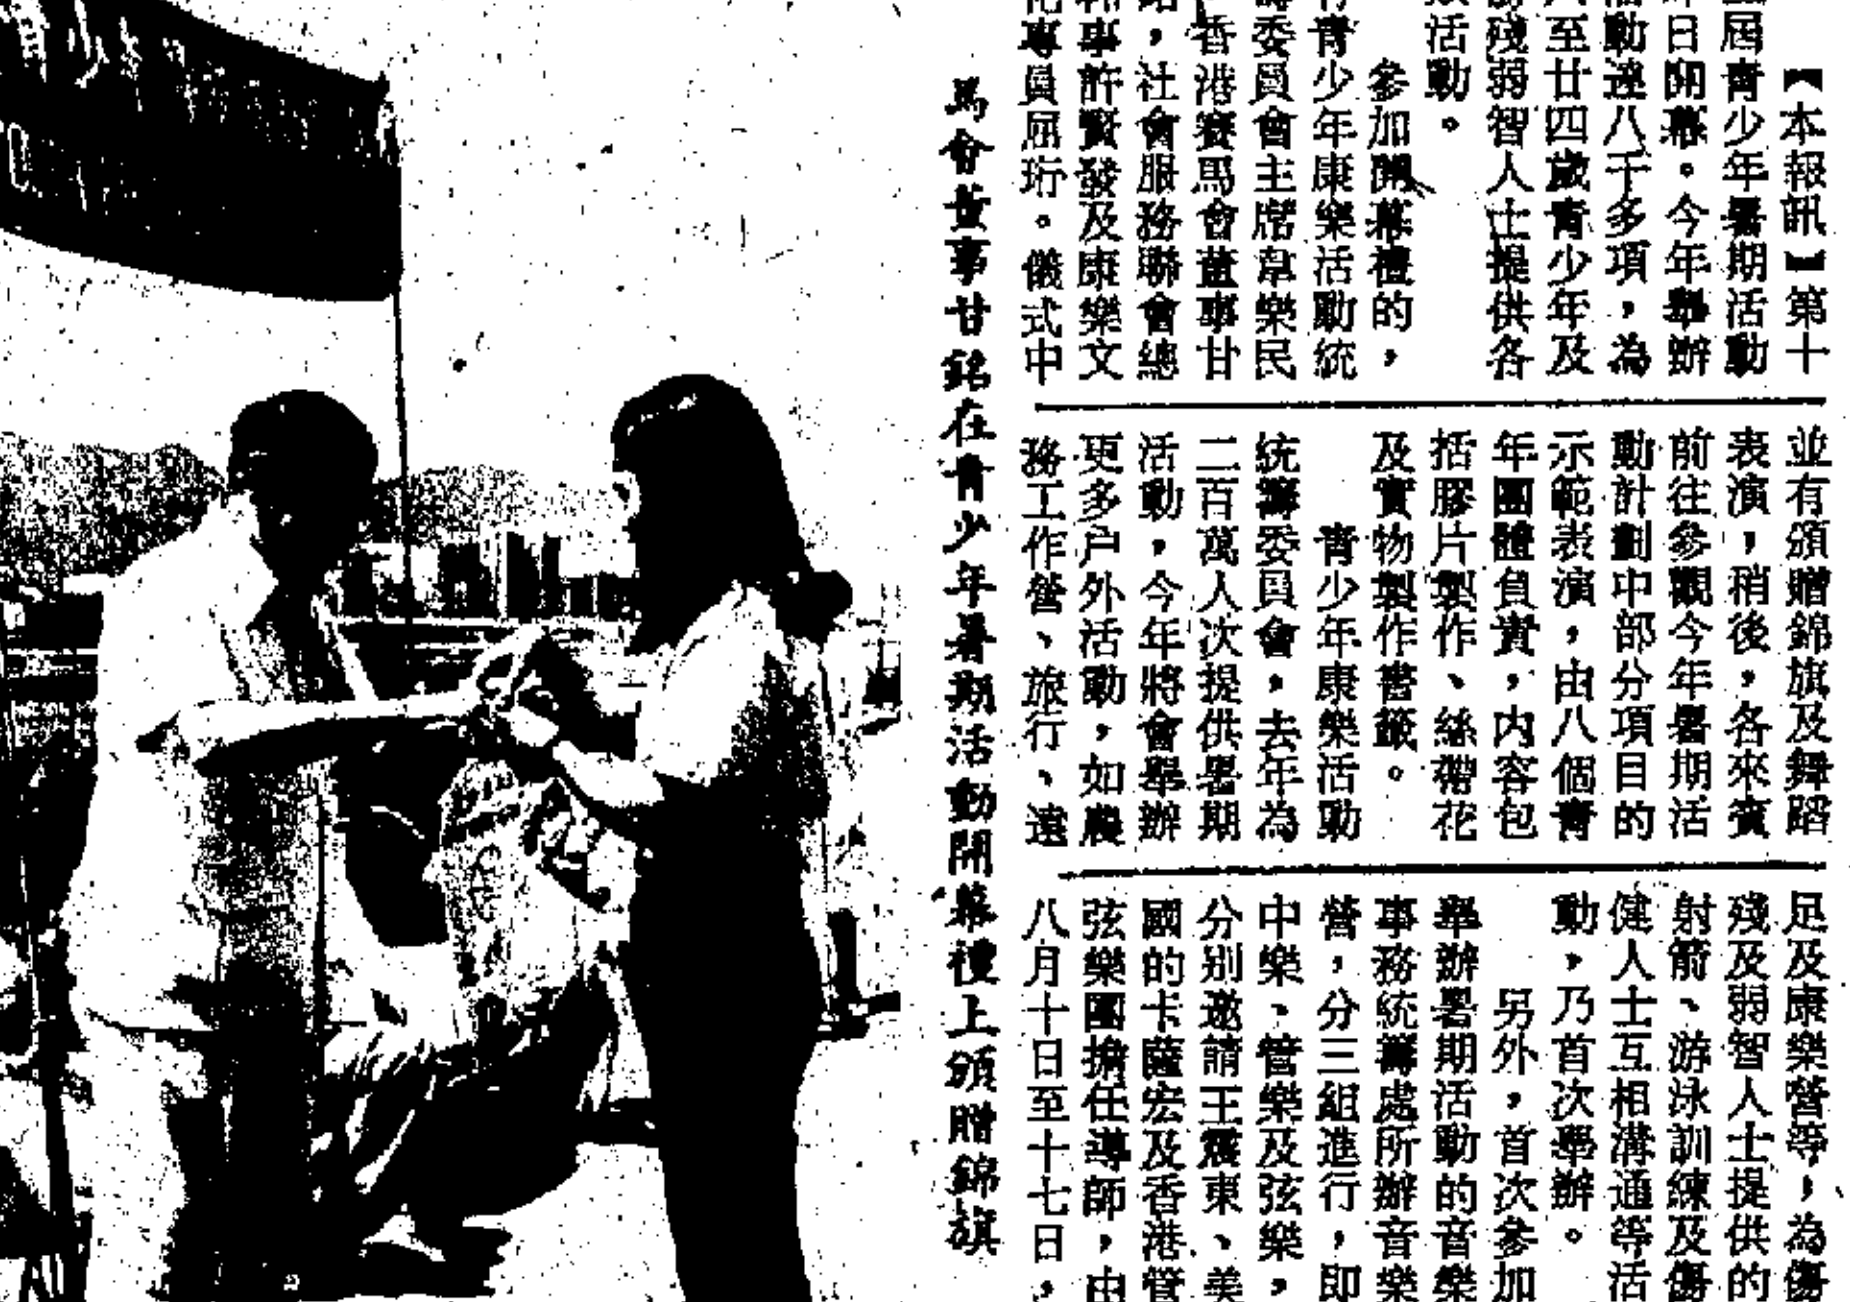 【本報訊】第十
五屆青少年暑期活動
昨日開幕。今年舉辦
活動達八千多項,為
六至廿四歲青少年及
傷殘弱智人士提供各
類活動。
參加開幕禮的,
有青少年康樂活動統
籌委員會主席韋樂民
、香港賽馬會董事甘
銘,社會服務聯會總
幹事許賢發及康樂文
化專員屈珩。儀式中
並有頒贈錦旗及舞蹈
表演,稍後,各來賓
前往參觀今年暑期活
動計劃中部分項目的
示範表演,由八個青
年團體負責,內容包
括膠片製作、絲帶花
及實物製作書籤。
青少年康樂活動
統籌委員會,去年為
二百萬人次提供暑期
活動,今年將會舉辦
更多户外活動,如農
務工作營、旅行、遠
足及康樂營等,為傷
殘及弱智人士提供的
射箭、游泳訓練及傷
健人士互相溝通等活
動,乃首次舉辦。
另外,首次參加
舉辦暑期活動的音樂
事務統籌處所辦音樂
營,分三組進行,即
中樂、管樂及弦樂,
分別邀請王震東、美
國的卡薩宏及香港管
弦樂團擔任導師,由
八月十日至十七日,
馬會董事甘銘在青少年暑期活動開幕禮上頒贈錦旗